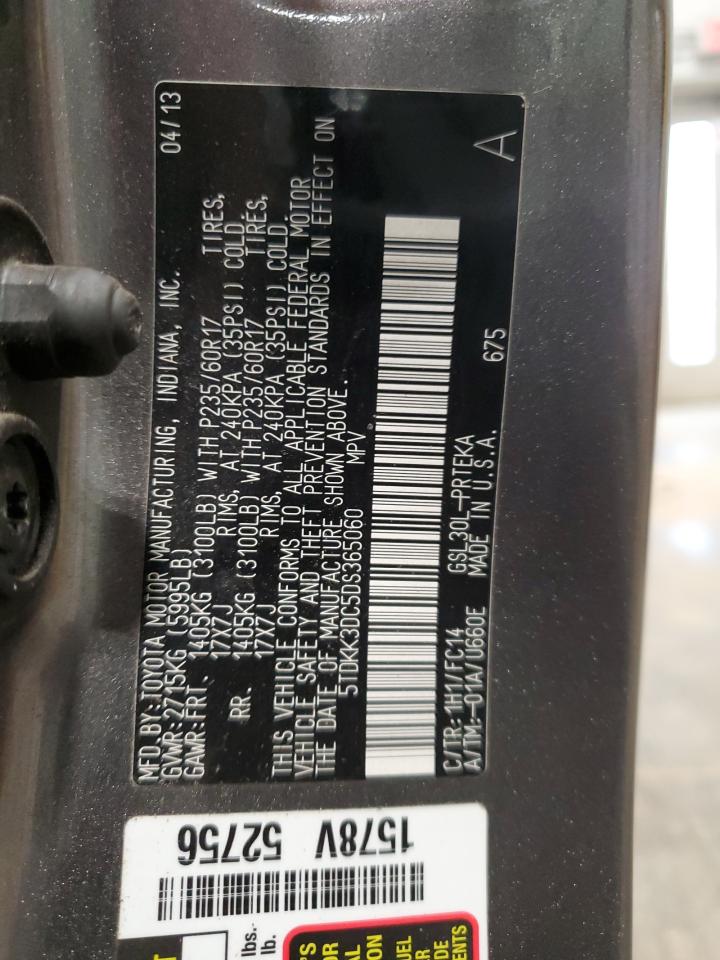 MFD.BY:TOYOTA MOTOR MANUFACTURING, INDIANA, INC. 04/13
GVWR:2715KG (5995LB)
GAWR:FRT. 1405KG (3100LB) WITH P235/60R17 TIRES,
17X7J RIMS, AT 240KPA (35PSI) COLD.
RR. 1405KG (3100LB) WITH P235/60R17 TIRES,
17X7J RIMS, AT 240KPA (35PSI) COLD.
THIS VEHICLE CONFORMS TO ALL APPLICABLE FEDERAL MOTOR
VEHICLE SAFETY AND THEFT PREVENTION STANDARDS IN EFFECT ON
THE DATE OF MANUFACTURE SHOWN ABOVE.
5TDKK3DC5DS365060 MPV
C/TR:1H1/FC14 GSL30L-PRTEKA 675 A
A/TM:-01A/U660E MADE IN U.S.A.
1578V
52756
lbs.
lb.